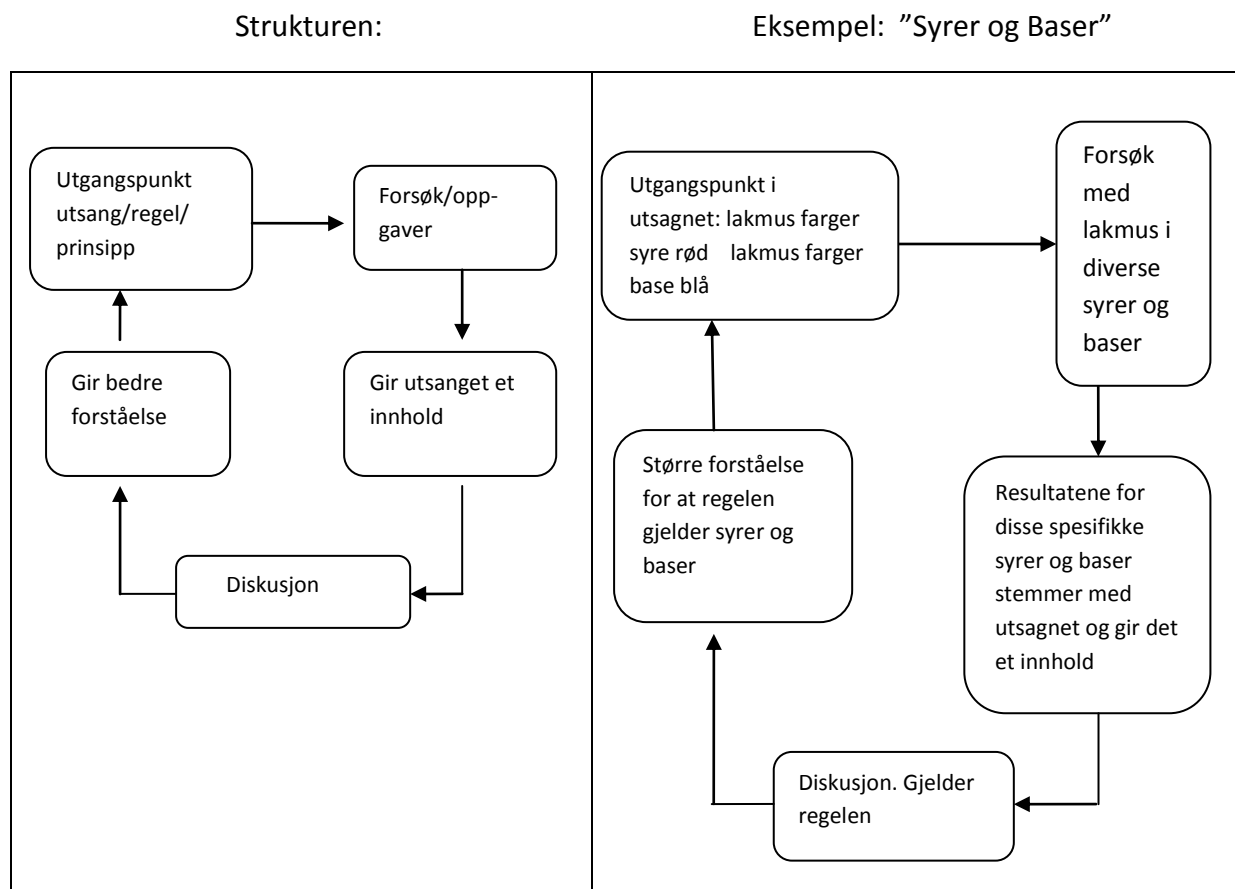 Strukturen:
Eksempel: ”Syrer og Baser”
Utgangspunkt
utsang/regel/
prinsipp
Forsøk/opp-
gaver
Gir utsanget et
innhold
Diskusjon
Gir bedre
forståelse
Utgangspunkt i
utsagnet: lakmus farger
syre rød lakmus farger
base blå
Forsøk
med
lakmus i
diverse
syrer og
baser
Resultatene for
disse spesifikke
syrer og baser
stemmer med
utsagnet og gir det
et innhold
Diskusjon. Gjelder
regelen
Større forståelse
for at regelen
gjelder syrer og
baser